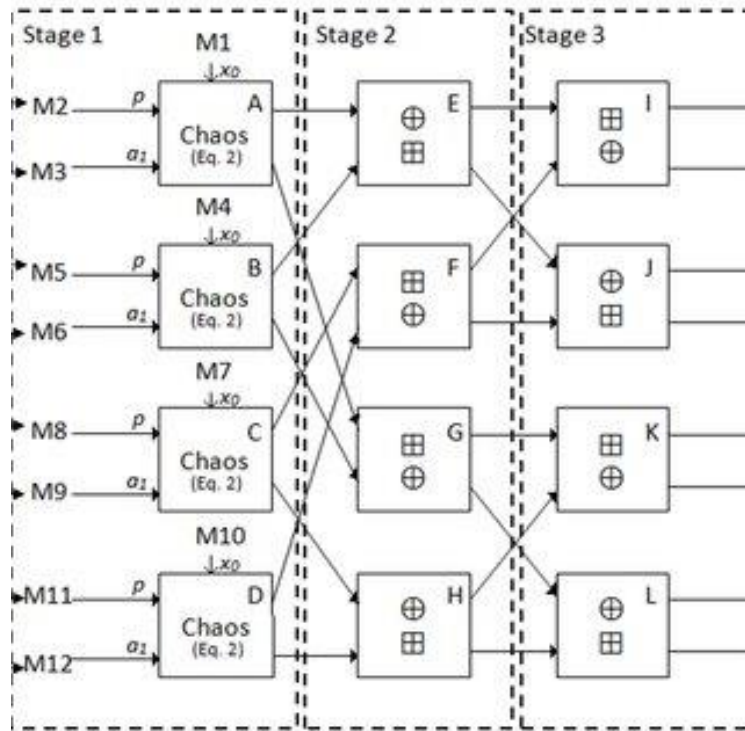 Stage 1 Stage 2 Stage 3
M1
↓x₀
M2 p A E I
Chaos ⊕ ⊞
(Eq. 2) ⊞ ⊕
M3 a₁
M4
↓x₀
M5 p B F J
Chaos ⊞ ⊕
(Eq. 2) ⊕ ⊞
M6 a₁
M7
↓x₀
M8 p C G K
Chaos ⊞ ⊞
(Eq. 2) ⊕ ⊕
M9 a₁
M10
↓x₀
M11 p D H L
Chaos ⊕ ⊕
(Eq. 2) ⊞ ⊞
M12 a₁